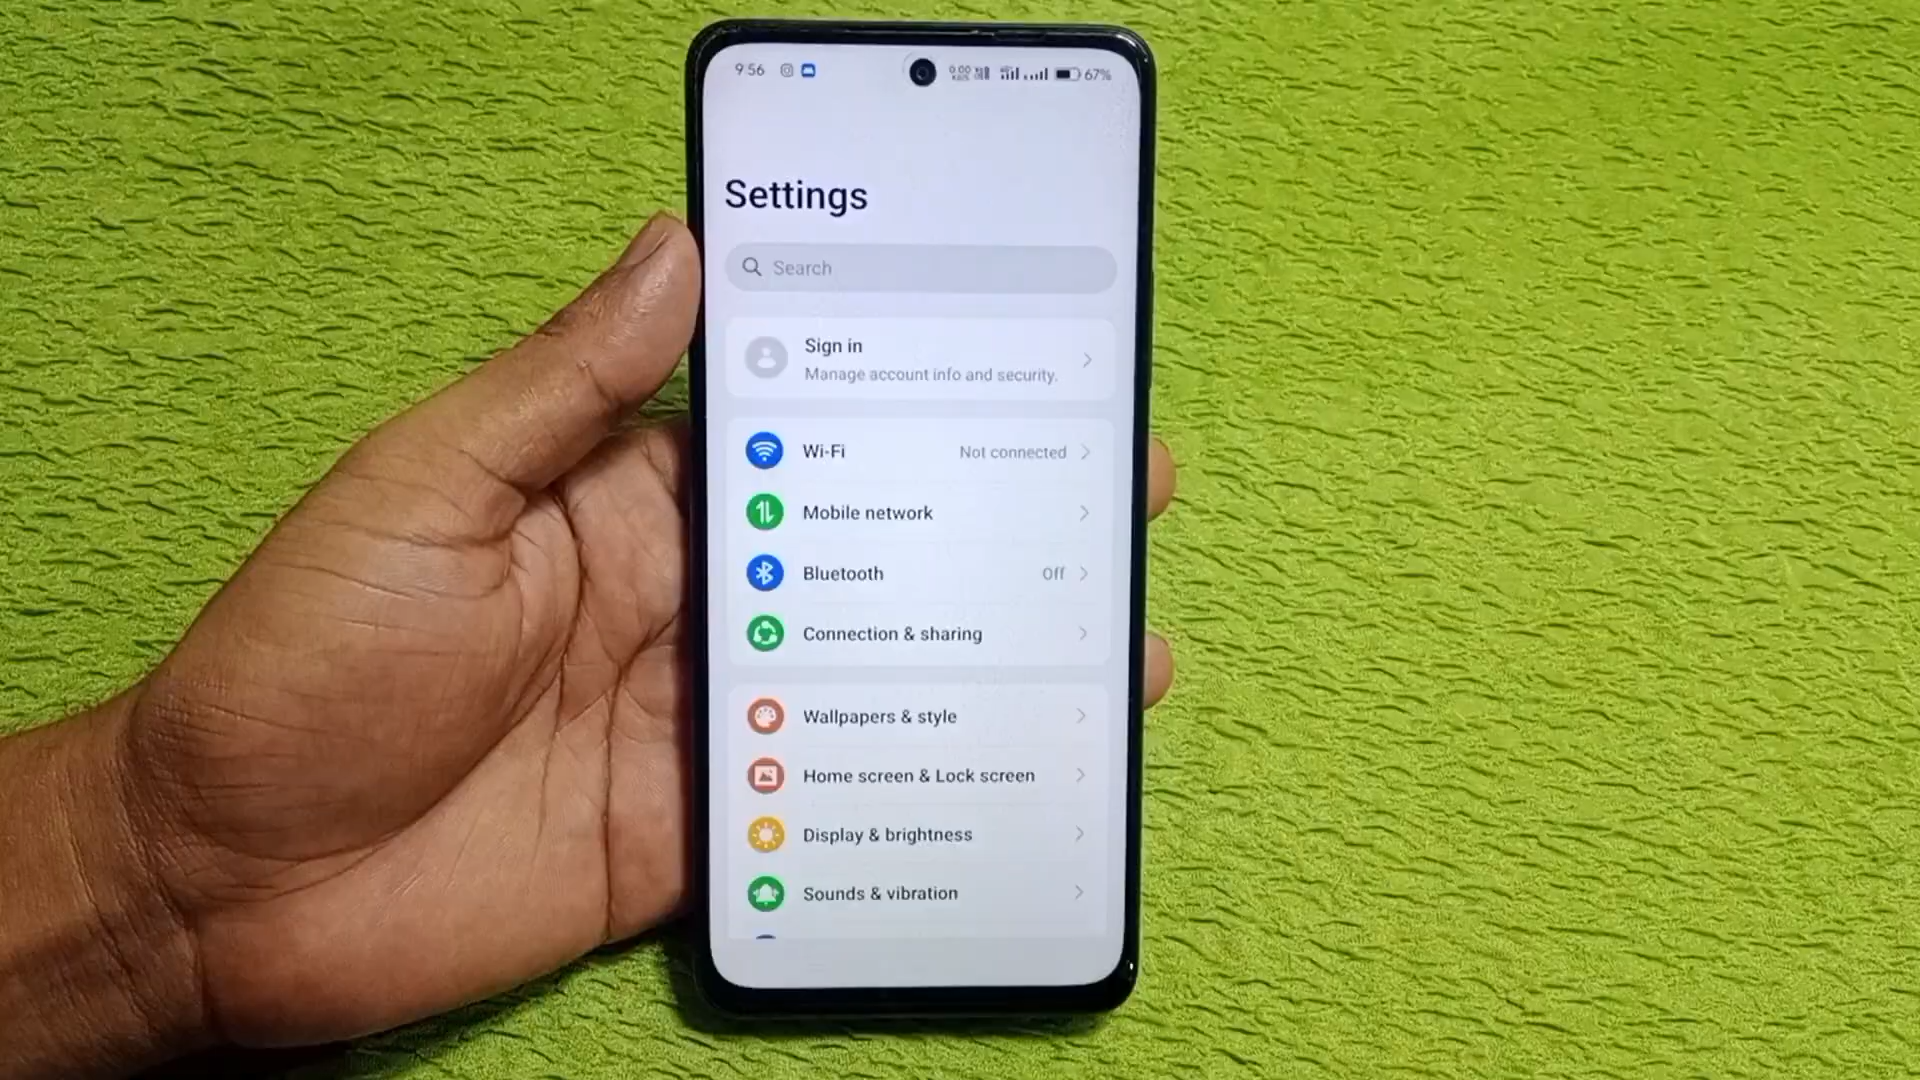 9:56 67%
Settings
Search
Sign in
Manage account info and security.
Wi-Fi Not connected
Mobile network
Bluetooth Off
Connection & sharing
Wallpapers & style
Home screen & Lock screen
Display & brightness
Sounds & vibration